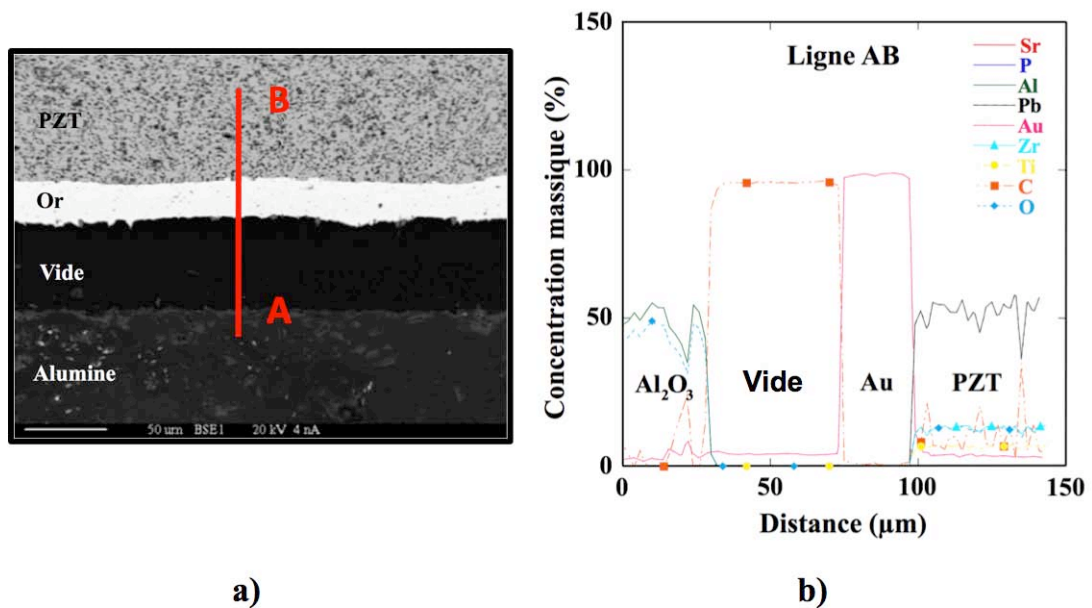 B
PZT
Or
Vide
A
Alumine
50 µm BSE1 20 kV 4 nA
a)
150
100
50
0
Concentration massique (%)
Ligne AB
Sr
P
Al
Pb
Au
Zr
Ti
C
O
Al2O3
Vide
Au
PZT
0
50
100
150
Distance (µm)
b)